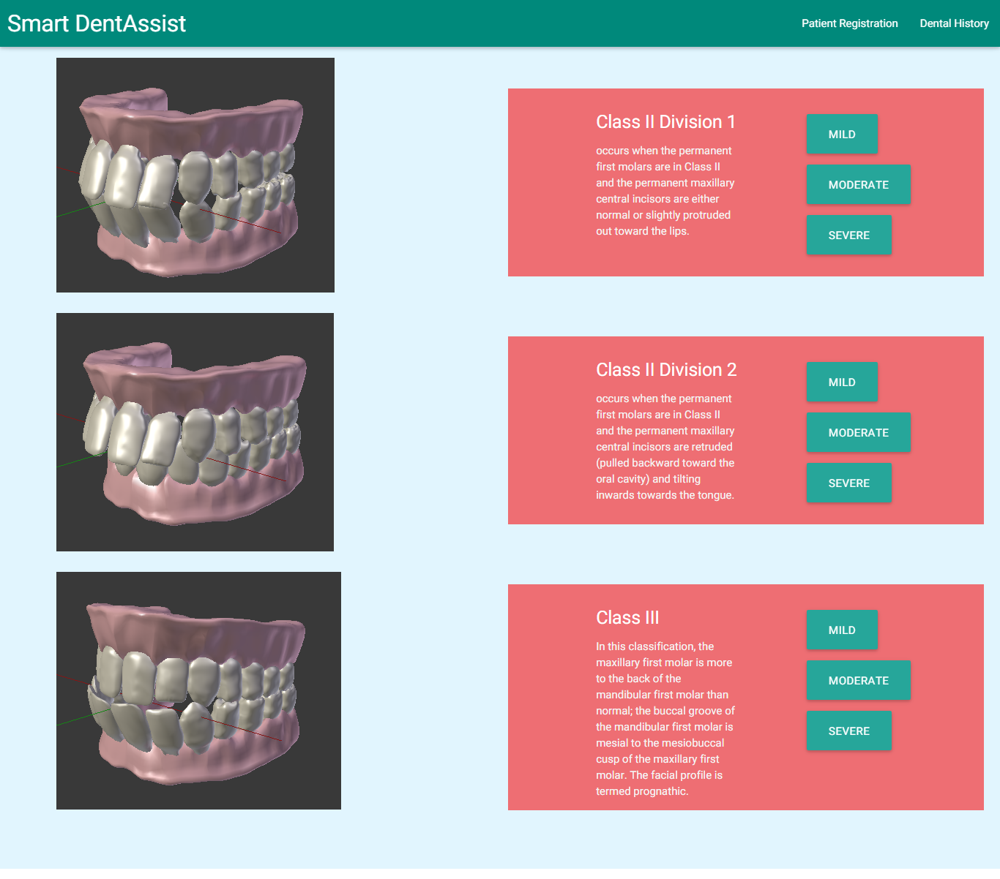 Smart DentAssist
Patient Registration
Dental History
Class II Division 1
occurs when the permanent
first molars are in Class II
and the permanent maxillary
central incisors are either
normal or slightly protruded
out toward the lips.
MILD
MODERATE
SEVERE
Class II Division 2
occurs when the permanent
first molars are in Class II
and the permanent maxillary
central incisors are retruded
(pulled backward toward the
oral cavity) and tilting
inwards towards the tongue.
MILD
MODERATE
SEVERE
Class III
In this classification, the
maxillary first molar is more
to the back of the
mandibular first molar than
normal; the buccal groove of
the mandibular first molar is
mesial to the mesiobuccal
cusp of the maxillary first
molar. The facial profile is
termed prognathic.
MILD
MODERATE
SEVERE